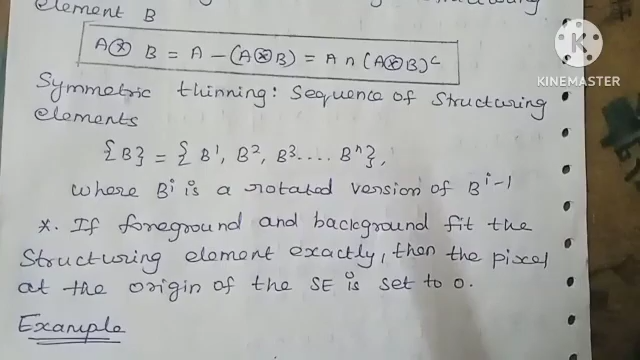 element B
A ⊛ B = A - (A⊛B) = A ∩ (A⊛B)ᶜ
Symmetric thinning: Sequence of Structuring
elements
{B} = {B¹, B², B³.... Bⁿ},
where Bⁱ is a rotated version of Bⁱ⁻¹
*. If foreground and background fit the
Structuring element exactly, then the pixel
at the origin of the SE is set to 0.
Example
KINEMASTER